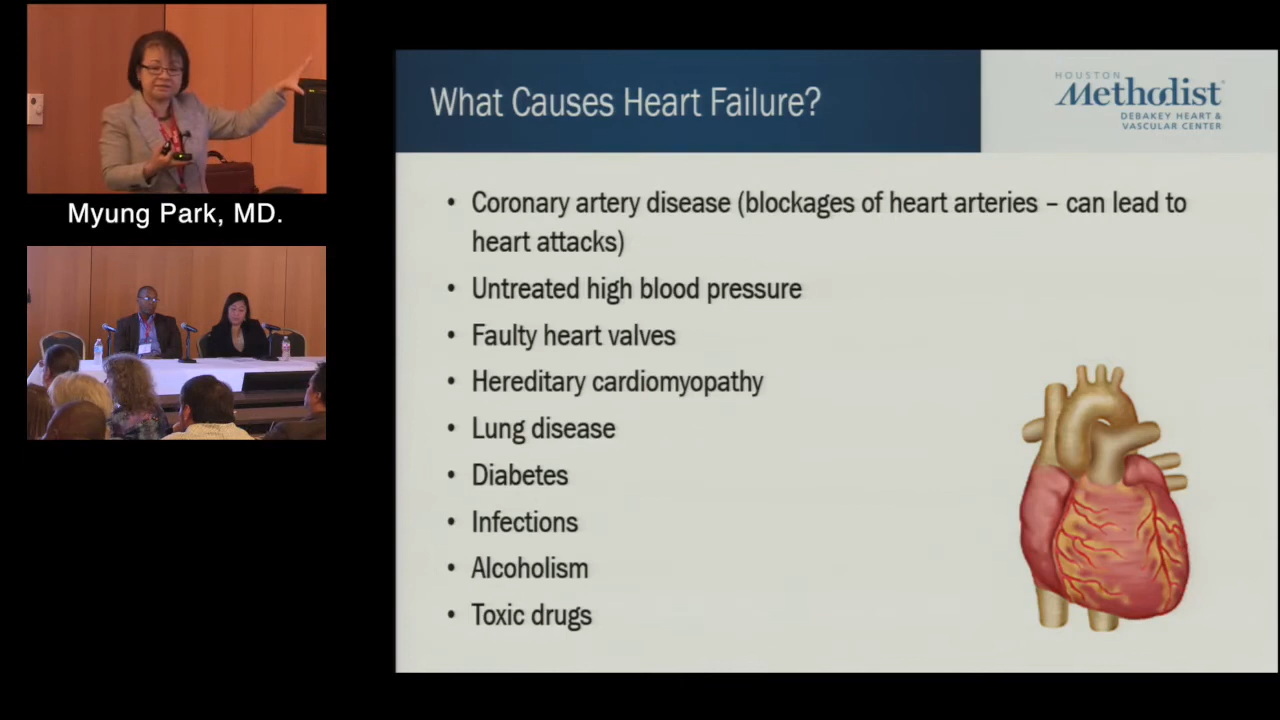 Myung Park, MD.
What Causes Heart Failure?
HOUSTON
Methodist
DEBAKEY HEART &
VASCULAR CENTER
• Coronary artery disease (blockages of heart arteries – can lead to
heart attacks)
• Untreated high blood pressure
• Faulty heart valves
• Hereditary cardiomyopathy
• Lung disease
• Diabetes
• Infections
• Alcoholism
• Toxic drugs